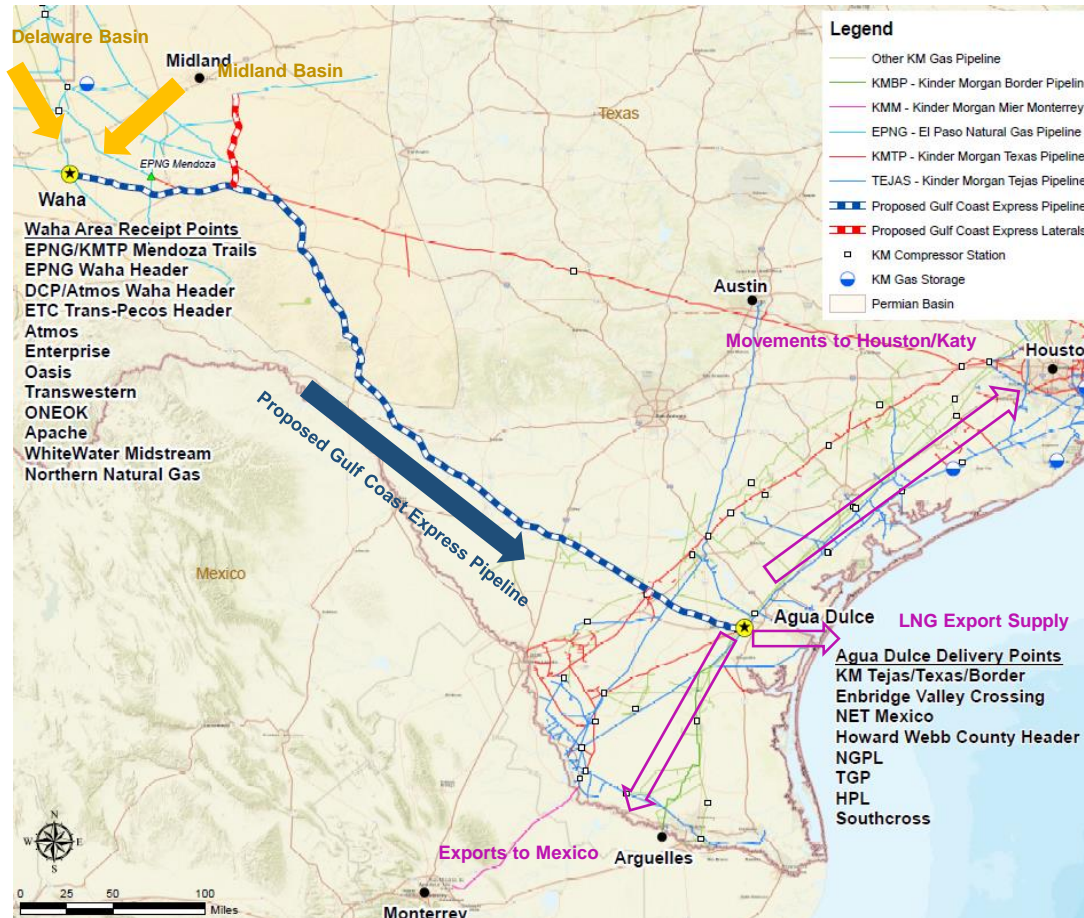 Delaware Basin
Midland
Midland Basin
Texas
EPNG Mendoza
Waha
Waha Area Receipt Points
EPNG/KMTP Mendoza Trails
EPNG Waha Header
DCP/Atmos Waha Header
ETC Trans-Pecos Header
Atmos
Enterprise
Oasis
Transwestern
ONEOK
Apache
WhiteWater Midstream
Northern Natural Gas
Legend
Other KM Gas Pipeline
KMBP - Kinder Morgan Border Pipelin
KMM - Kinder Morgan Mier Monterrey
EPNG - El Paso Natural Gas Pipeline
KMTP - Kinder Morgan Texas Pipeline
TEJAS - Kinder Morgan Tejas Pipeline
Proposed Gulf Coast Express Pipeline
Proposed Gulf Coast Express Laterals
KM Compressor Station
KM Gas Storage
Permian Basin
Austin
Movements to Houston/Katy
Housto
Proposed Gulf Coast Express Pipeline
Mexico
Agua Dulce
LNG Export Supply
Agua Dulce Delivery Points
KM Tejas/Texas/Border
Enbridge Valley Crossing
NET Mexico
Howard Webb County Header
NGPL
TGP
HPL
Southcross
Exports to Mexico
Arguelles
Monterrey
N
W E
S
0 25 50 100
Miles